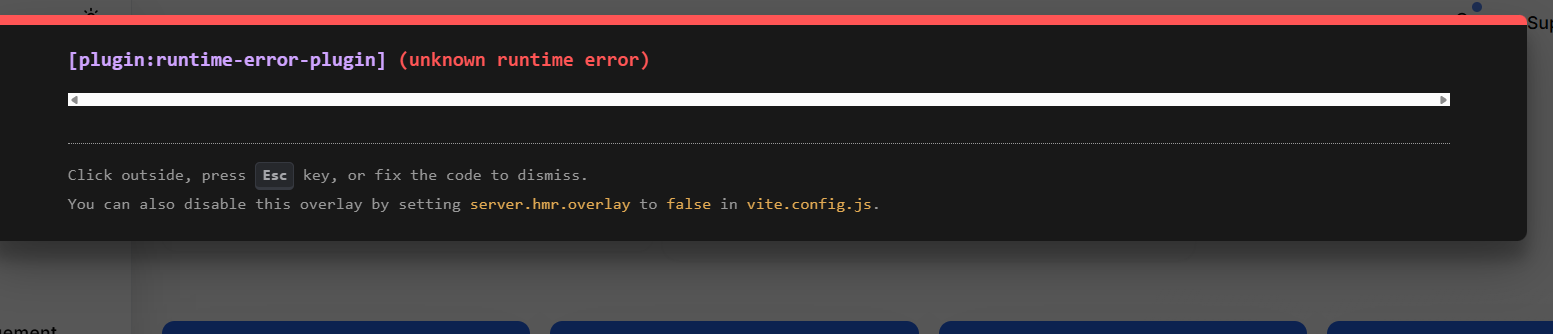 Sup
[plugin:runtime-error-plugin] (unknown runtime error)
Click outside, press Esc key, or fix the code to dismiss.
You can also disable this overlay by setting server.hmr.overlay to false in vite.config.js.
ement